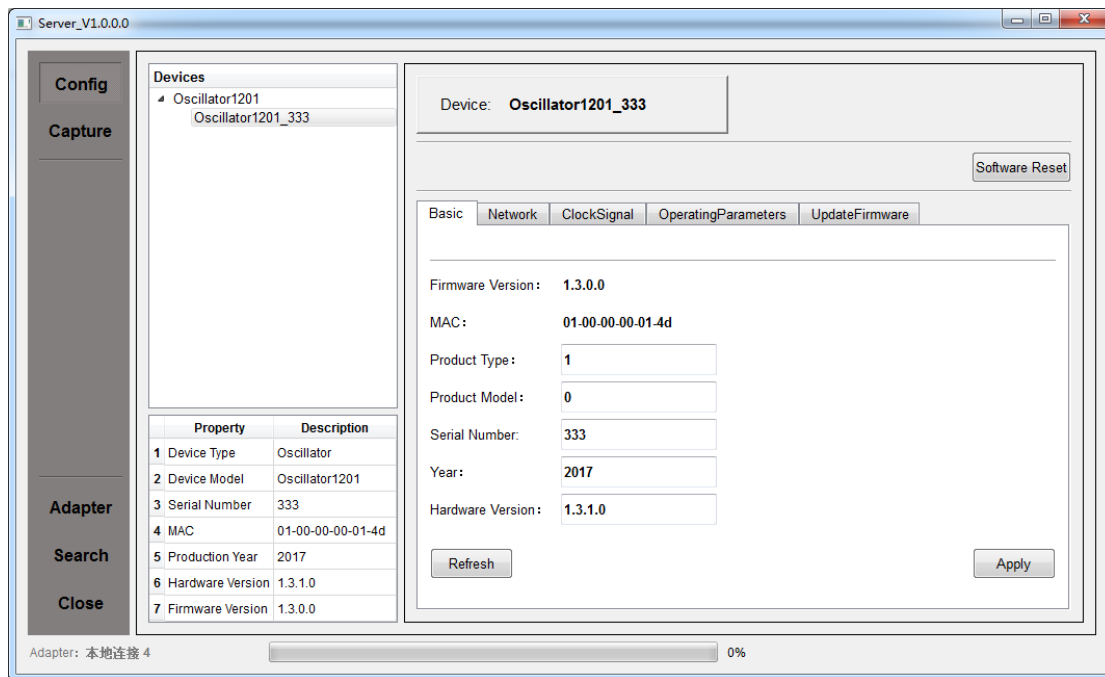 Server_V1.0.0.0
Config
Capture
Adapter
Search
Close
Devices
Oscillator1201
Oscillator1201_333
Property Description
1 Device Type Oscillator
2 Device Model Oscillator1201
3 Serial Number 333
4 MAC 01-00-00-00-01-4d
5 Production Year 2017
6 Hardware Version 1.3.1.0
7 Firmware Version 1.3.0.0
Device: Oscillator1201_333
Software Reset
Basic Network ClockSignal OperatingParameters UpdateFirmware
Firmware Version： 1.3.0.0
MAC： 01-00-00-00-01-4d
Product Type： 1
Product Model： 0
Serial Number: 333
Year： 2017
Hardware Version： 1.3.1.0
Refresh Apply
Adapter: 本地连接 4 0%